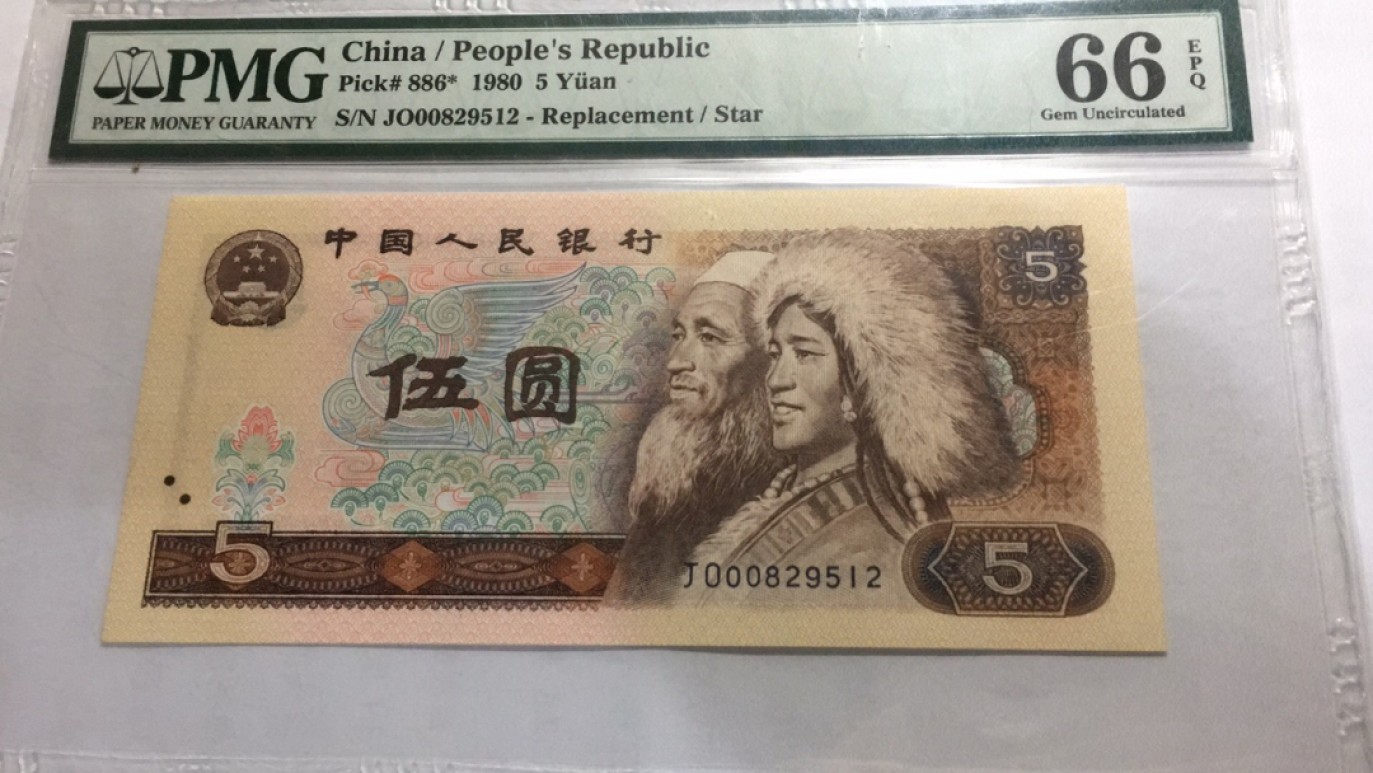 PMG
PAPER MONEY GUARANTY
China / People's Republic
Pick# 886* 1980 5 Yüan
S/N JO00829512 - Replacement / Star
66
EPQ
Gem Uncirculated
中国人民银行
5
伍圆
5
JO00829512
5